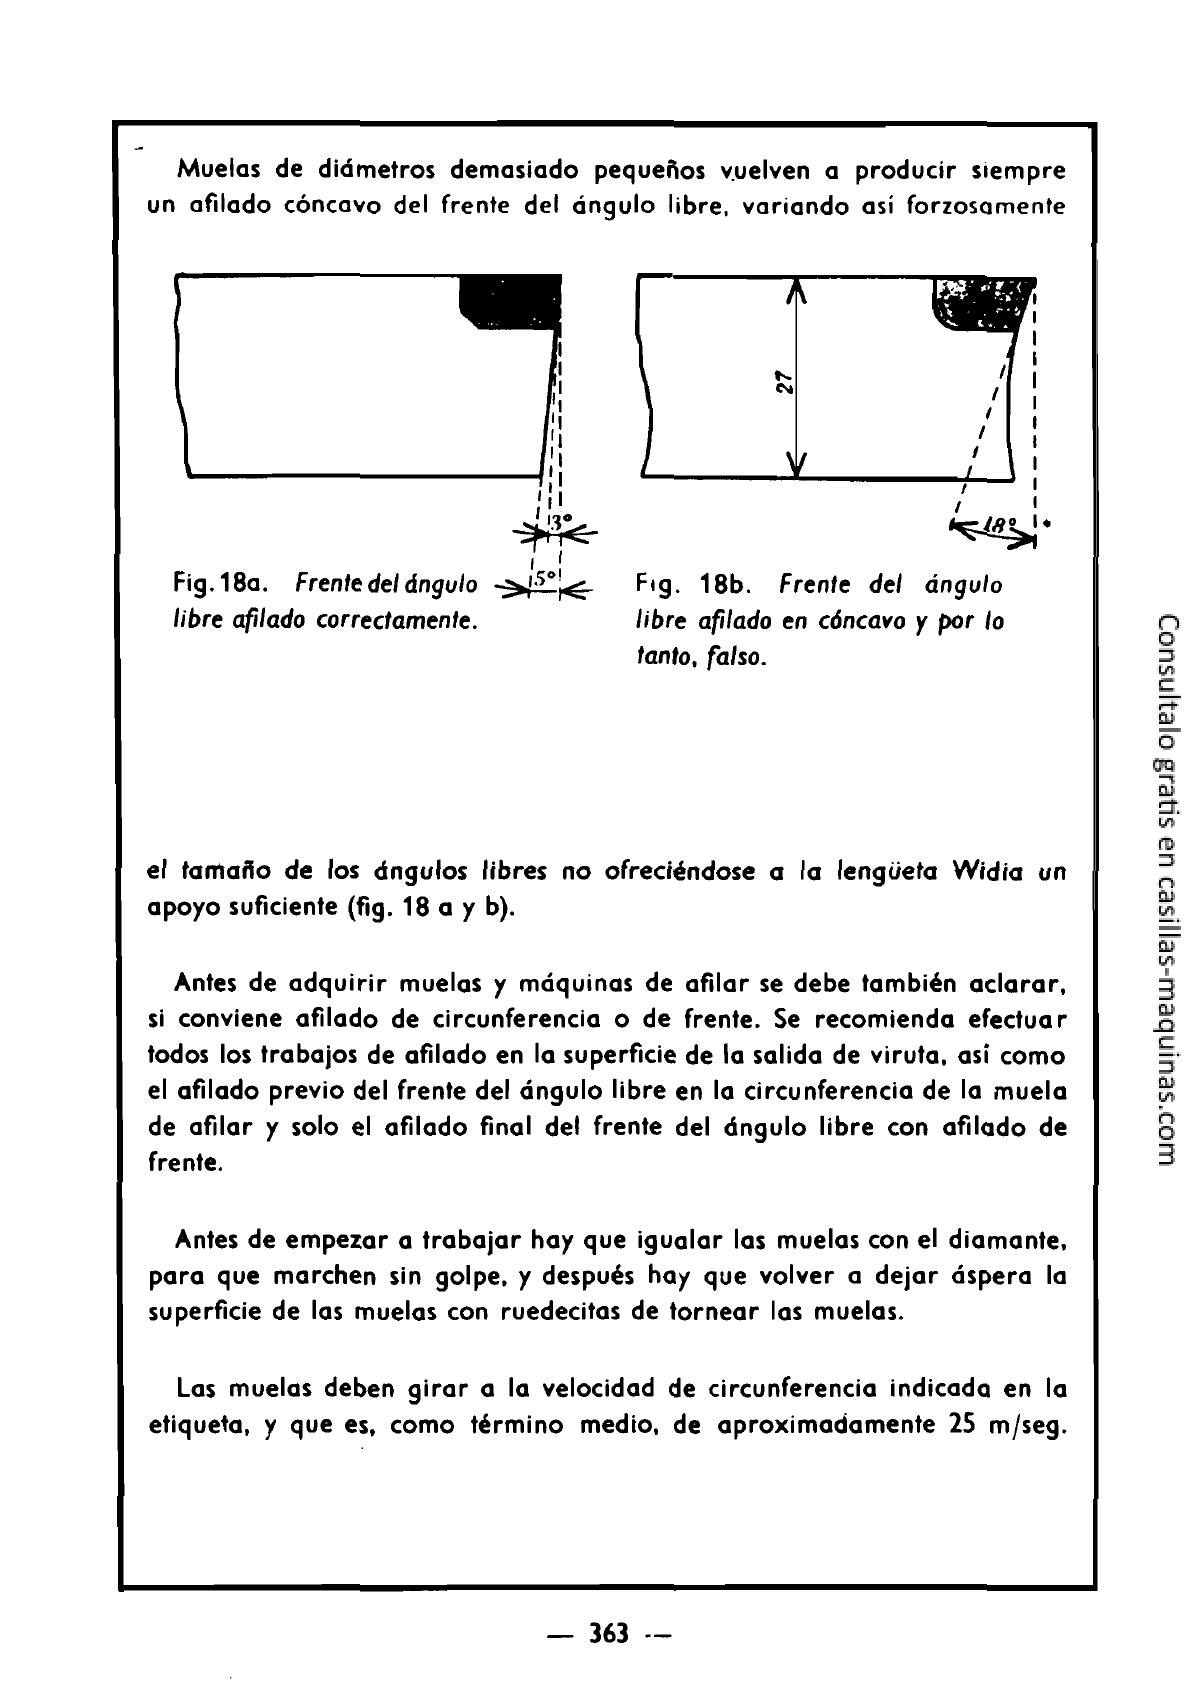 Muelas de diámetros demasiado pequeños vuelven a producir siempre
un afilado cóncavo del frente del ángulo libre, variando así forzosamente
27
3°
18°
5°
Fig. 18a. Frente del ángulo
libre afilado correctamente.
Fig. 18b. Frente del ángulo
libre afilado en cóncavo y por lo
tanto, falso.
el tamaño de los ángulos libres no ofreciéndose a la lengüeta Widia un
apoyo suficiente (fig. 18 a y b).
Antes de adquirir muelas y máquinas de afilar se debe también aclarar,
si conviene afilado de circunferencia o de frente. Se recomienda efectuar
todos los trabajos de afilado en la superficie de la salida de viruta, así como
el afilado previo del frente del ángulo libre en la circunferencia de la muela
de afilar y solo el afilado final del frente del ángulo libre con afilado de
frente.
Antes de empezar a trabajar hay que igualar las muelas con el diamante,
para que marchen sin golpe, y después hay que volver a dejar áspera la
superficie de las muelas con ruedecitas de tornear las muelas.
Las muelas deben girar a la velocidad de circunferencia indicada en la
etiqueta, y que es, como término medio, de aproximadamente 25 m/seg.
— 363 —
Consultalo gratis en casillas-maquinas.com